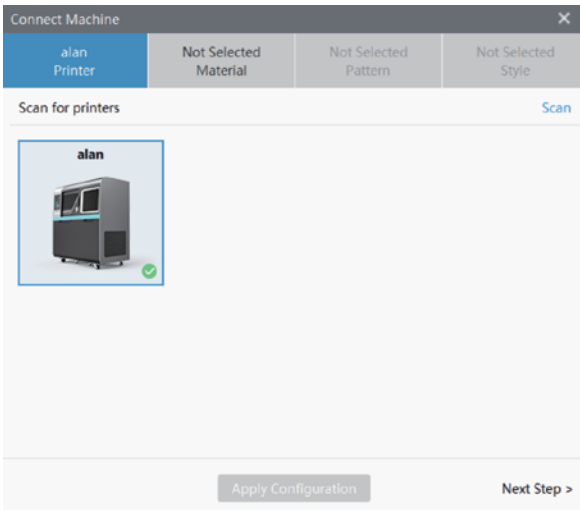 Connect Machine
alan
Printer
Not Selected
Material
Not Selected
Pattern
Not Selected
Style
Scan for printers
Scan
alan
Apply Configuration
Next Step >